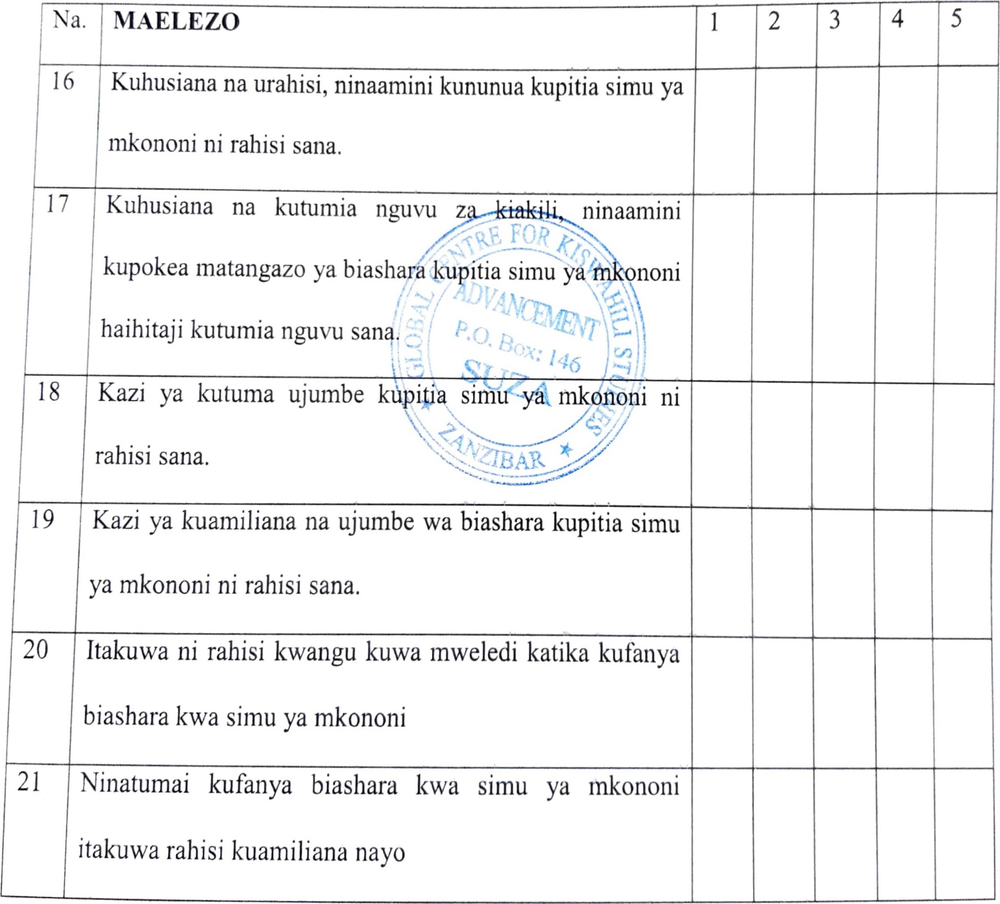 Na. MAELEZO 1 2 3 4 5
16 Kuhusiana na urahisi, ninaamini kununua kupitia simu ya
mkononi ni rahisi sana.
17 Kuhusiana na kutumia nguvu za kiakili, ninaamini
kupokea matangazo ya biashara kupitia simu ya mkononi
haihitaji kutumia nguvu sana.
GLOBAL CENTRE FOR KISWAHILI STUDIES
ADVANCEMENT
P.O. Box: 146
SUZA
ZANZIBAR
18 Kazi ya kutuma ujumbe kupitia simu ya mkononi ni
rahisi sana.
19 Kazi ya kuamiliana na ujumbe wa biashara kupitia simu
ya mkononi ni rahisi sana.
20 Itakuwa ni rahisi kwangu kuwa mweledi katika kufanya
biashara kwa simu ya mkononi
21 Ninatumai kufanya biashara kwa simu ya mkononi
itakuwa rahisi kuamiliana nayo